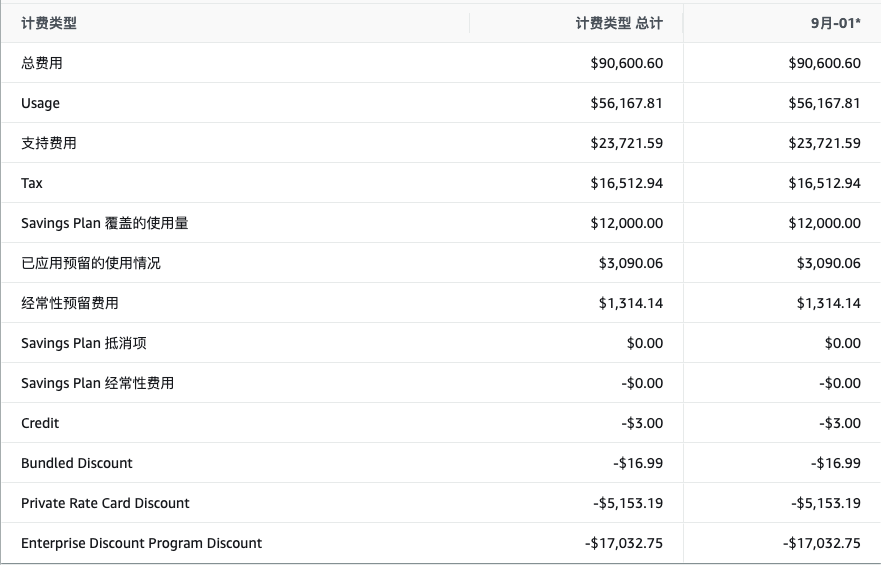 计费类型 计费类型 总计 9月-01*
总费用 $90,600.60 $90,600.60
Usage $56,167.81 $56,167.81
支持费用 $23,721.59 $23,721.59
Tax $16,512.94 $16,512.94
Savings Plan 覆盖的使用量 $12,000.00 $12,000.00
已应用预留的使用情况 $3,090.06 $3,090.06
经常性预留费用 $1,314.14 $1,314.14
Savings Plan 抵消项 $0.00 $0.00
Savings Plan 经常性费用 -$0.00 -$0.00
Credit -$3.00 -$3.00
Bundled Discount -$16.99 -$16.99
Private Rate Card Discount -$5,153.19 -$5,153.19
Enterprise Discount Program Discount -$17,032.75 -$17,032.75